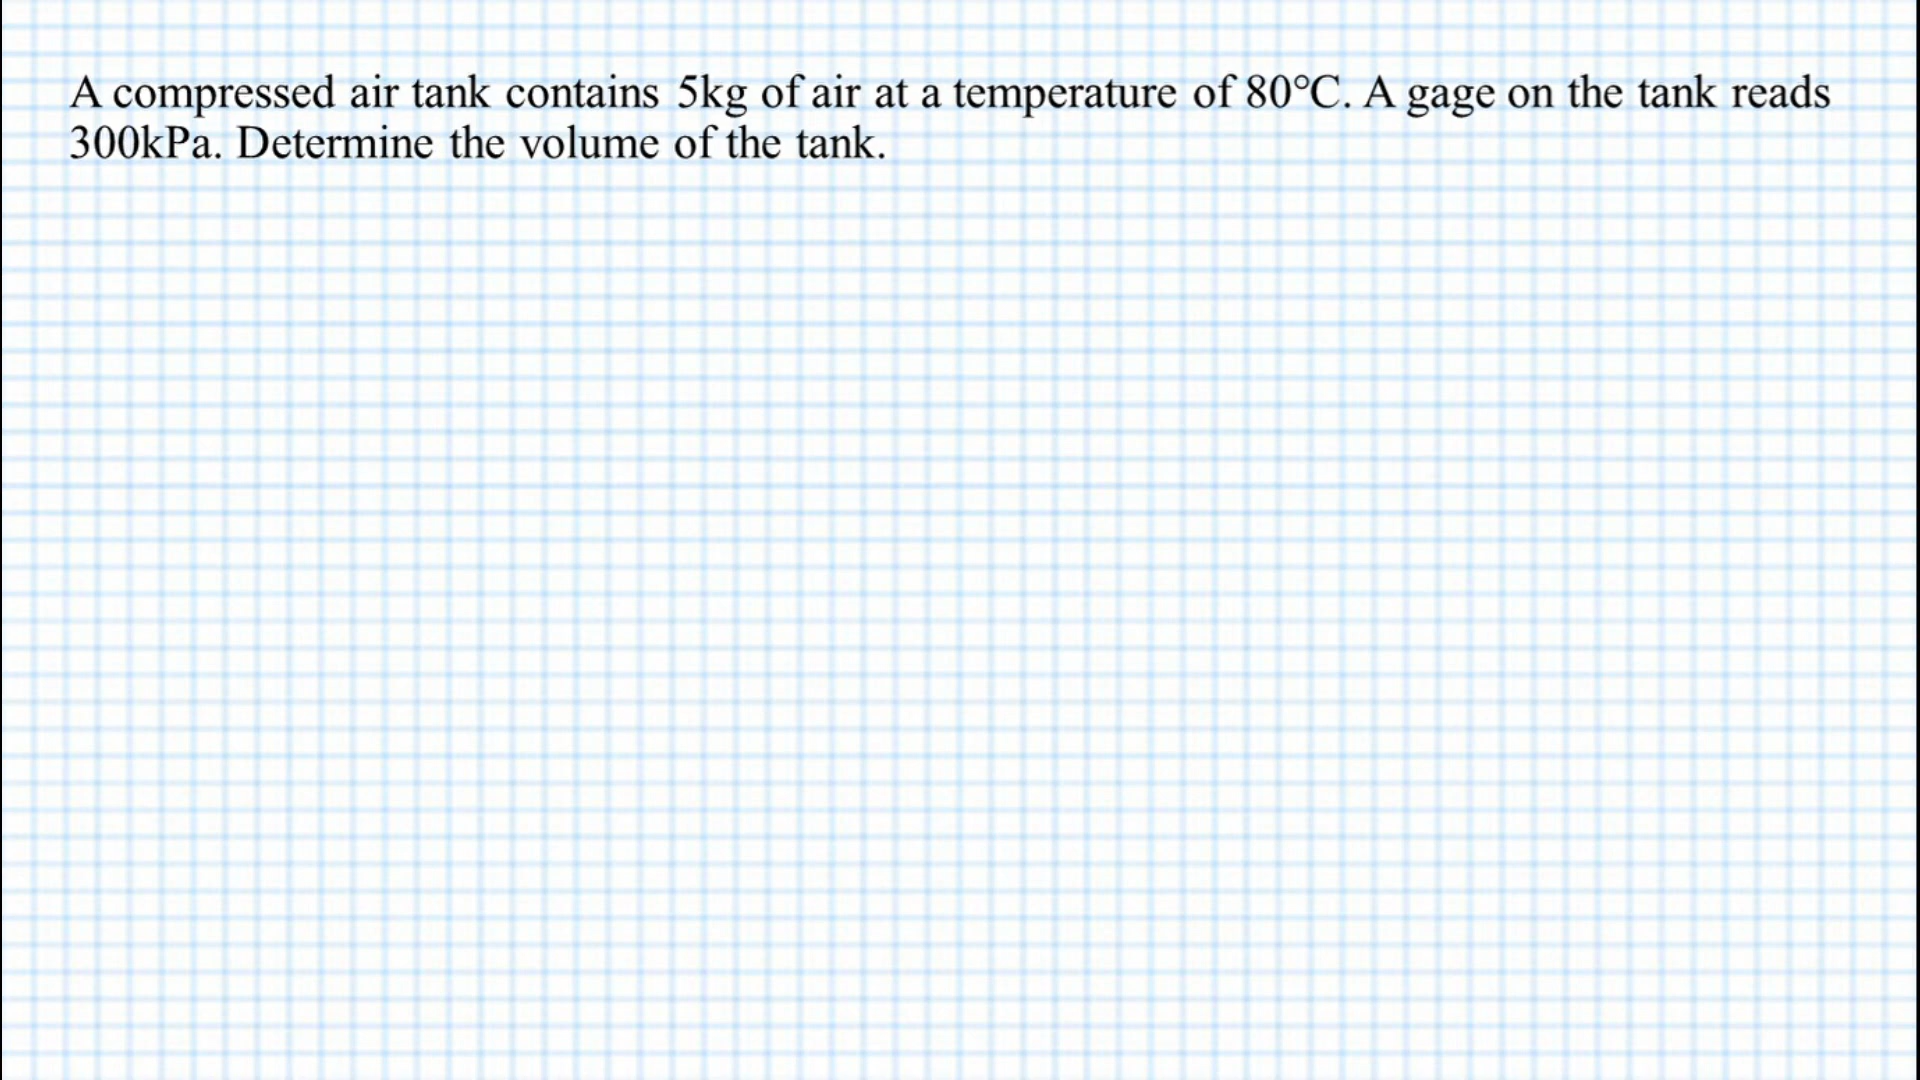 A compressed air tank contains 5kg of air at a temperature of 80°C. A gage on the tank reads
300kPa. Determine the volume of the tank.